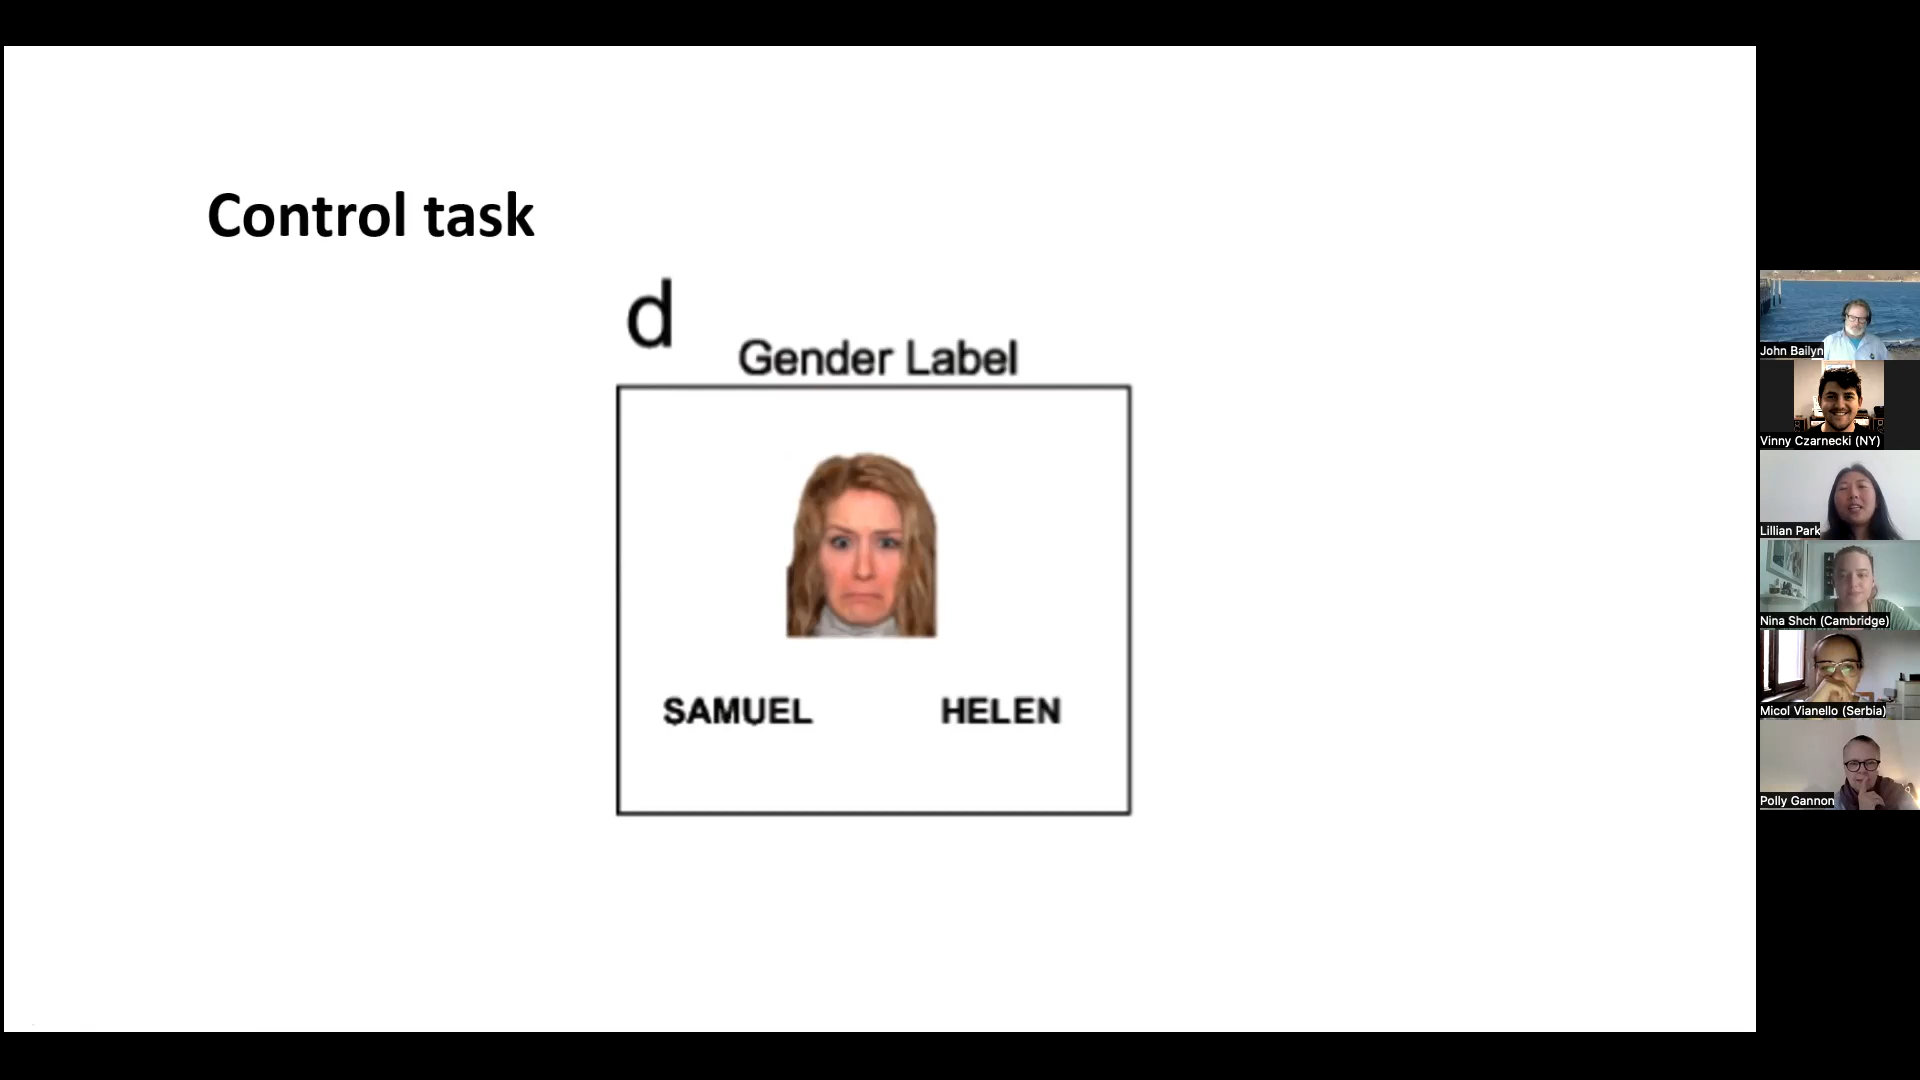 Control task
d
Gender Label
SAMUEL HELEN
John Bailyn
Vinny Czarnecki (NY)
Lillian Park
Nina Shch (Cambridge)
Micol Vianello (Serbia)
Polly Gannon